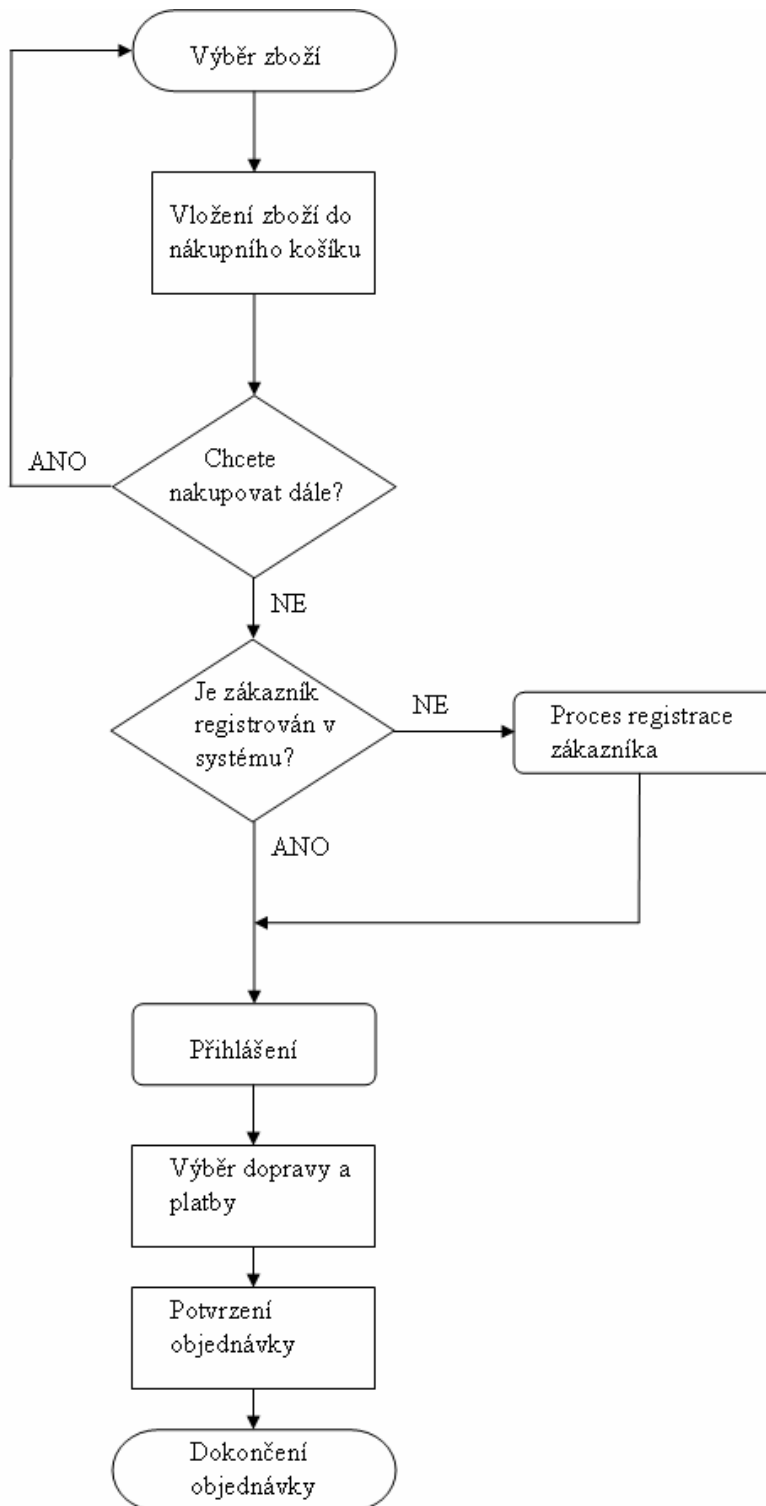 Výběr zboží
Vložení zboží do
nákupního košíku
Chcete
nakupovat dále?
ANO
NE
Je zákazník
registrován v
systému?
NE
Proces registrace
zákazníka
ANO
Přihlášení
Výběr dopravy a
platby
Potvrzení
objednávky
Dokončení
objednávky